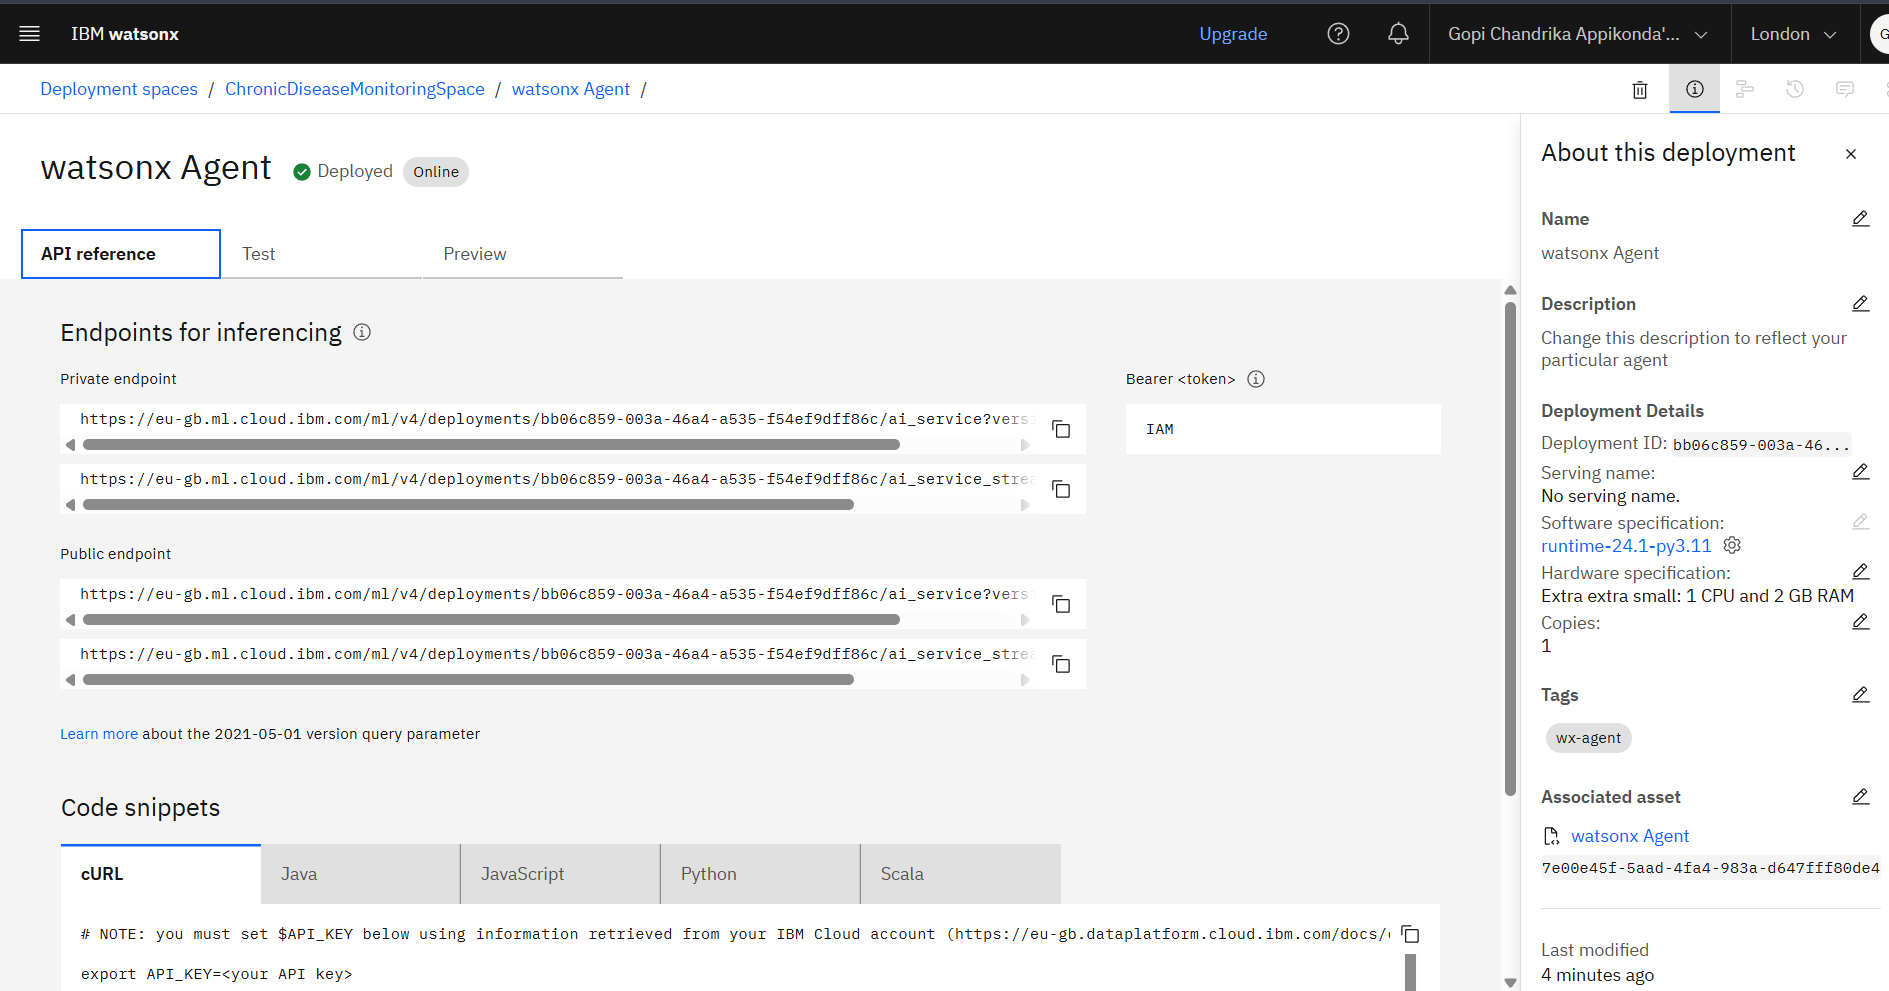 IBM watsonx
Upgrade
Gopi Chandrika Appikonda'...
London
G
Deployment spaces / ChronicDiseaseMonitoringSpace / watsonx Agent /
watsonx Agent
Deployed
Online
API reference
Test
Preview
Endpoints for inferencing
Private endpoint
https://eu-gb.ml.cloud.ibm.com/ml/v4/deployments/bb06c859-003a-46a4-a535-f54ef9dff86c/ai_service?versi
https://eu-gb.ml.cloud.ibm.com/ml/v4/deployments/bb06c859-003a-46a4-a535-f54ef9dff86c/ai_service_strea
Bearer <token>
IAM
Public endpoint
https://eu-gb.ml.cloud.ibm.com/ml/v4/deployments/bb06c859-003a-46a4-a535-f54ef9dff86c/ai_service?versi
https://eu-gb.ml.cloud.ibm.com/ml/v4/deployments/bb06c859-003a-46a4-a535-f54ef9dff86c/ai_service_strea
Learn more about the 2021-05-01 version query parameter
Code snippets
cURL
Java
JavaScript
Python
Scala
# NOTE: you must set $API_KEY below using information retrieved from your IBM Cloud account (https://eu-gb.dataplatform.cloud.ibm.com/docs/
export API_KEY=<your API key>
About this deployment
Name
watsonx Agent
Description
Change this description to reflect your
particular agent
Deployment Details
Deployment ID: bb06c859-003a-46...
Serving name:
No serving name.
Software specification:
runtime-24.1-py3.11
Hardware specification:
Extra extra small: 1 CPU and 2 GB RAM
Copies:
1
Tags
wx-agent
Associated asset
watsonx Agent
7e00e45f-5aad-4fa4-983a-d647fff80de4
Last modified
4 minutes ago